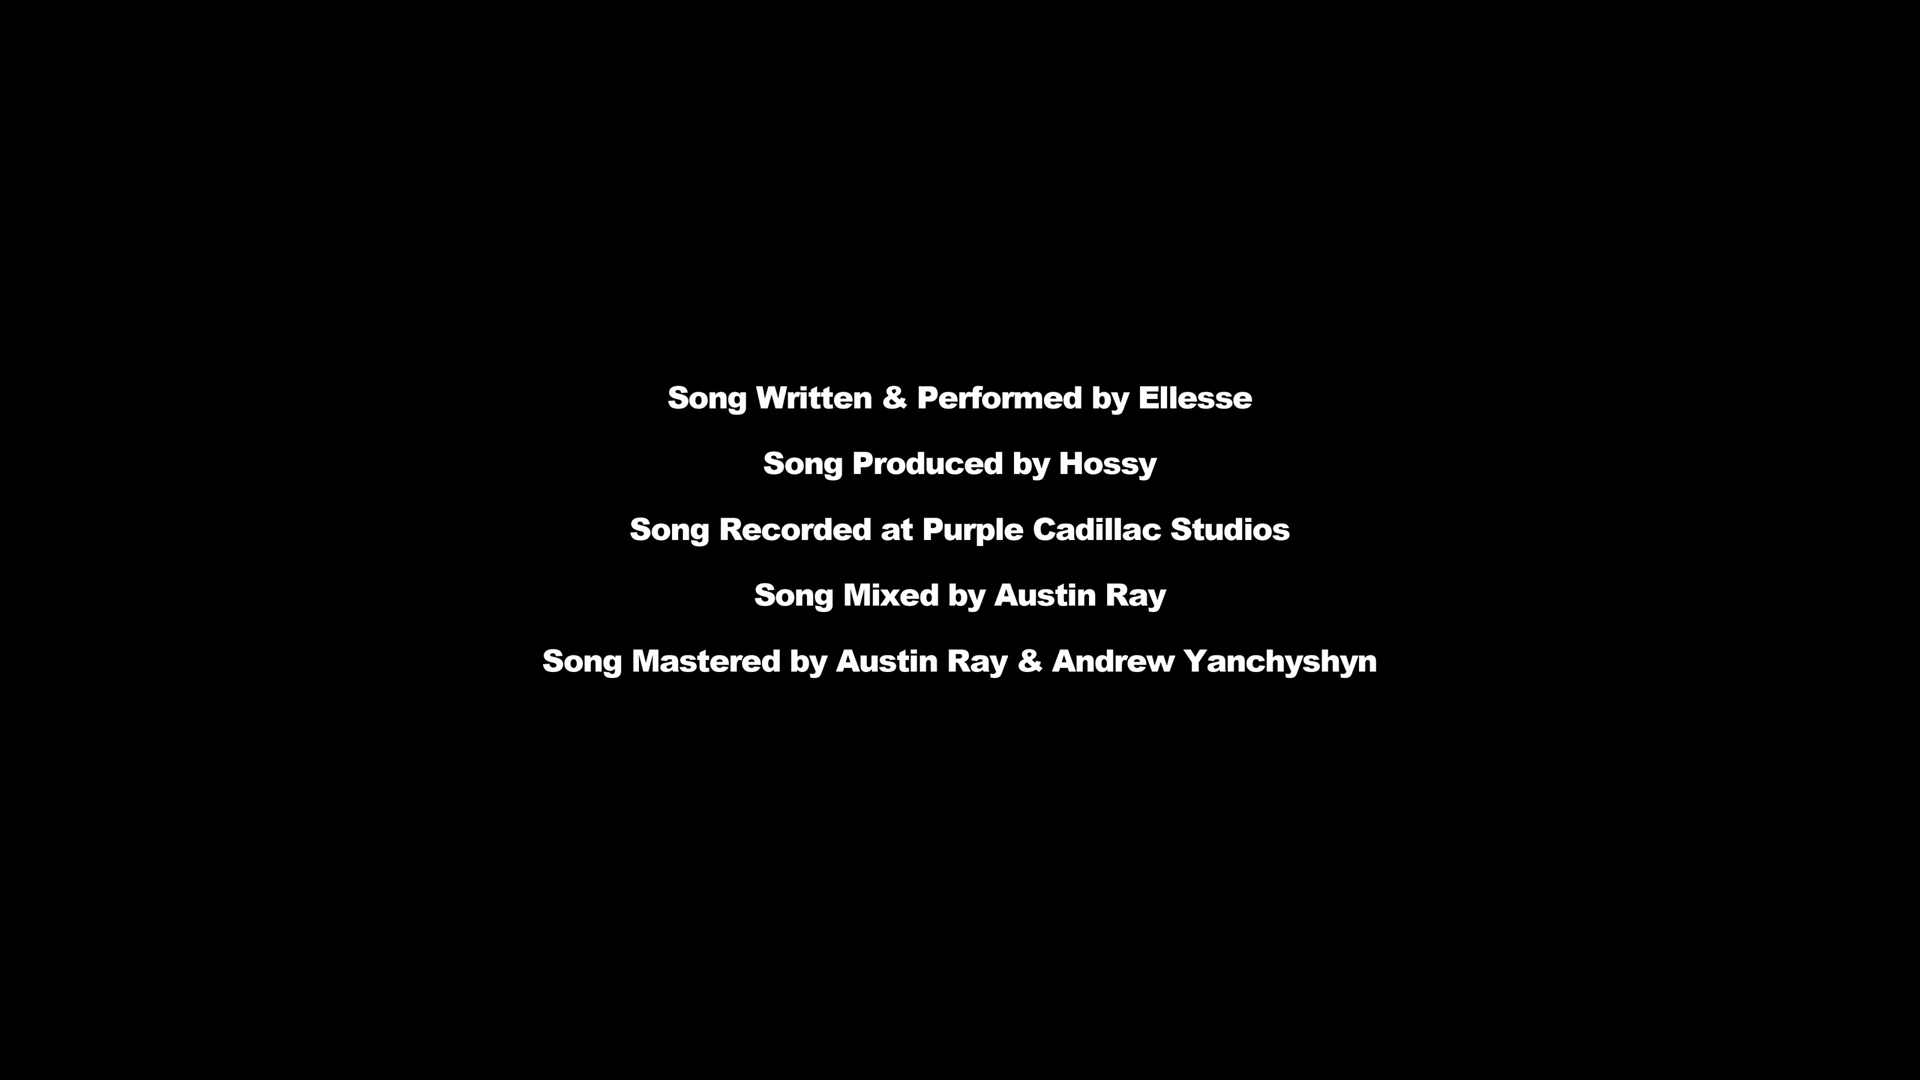 Song Written & Performed by Ellesse
Song Produced by Hossy
Song Recorded at Purple Cadillac Studios
Song Mixed by Austin Ray
Song Mastered by Austin Ray & Andrew Yanchyshyn